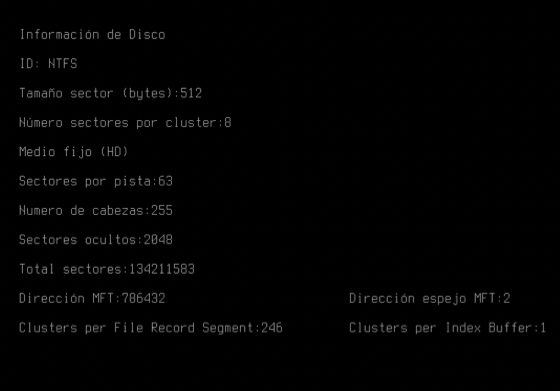 Información de Disco
ID: NTFS
Tamaño sector (bytes):512
Número sectores por cluster:8
Medio fijo (HD)
Sectores por pista:63
Numero de cabezas:255
Sectores ocultos:2048
Total sectores:134211583
Dirección MFT:786432 Dirección espejo MFT:2
Clusters per File Record Segment:246 Clusters per Index Buffer:1